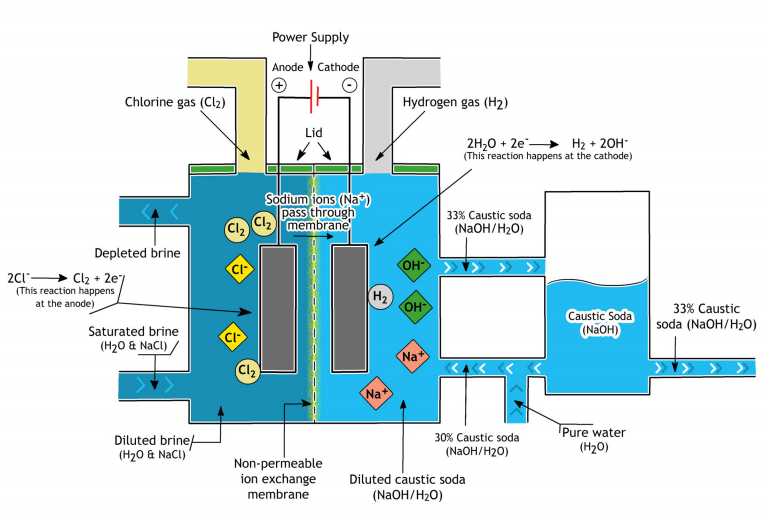 Power Supply
Anode Cathode
+
-
Chlorine gas (Cl₂)
Hydrogen gas (H₂)
Lid
2H₂O + 2e⁻ → H₂ + 2OH⁻
(This reaction happens at the cathode)
Sodium ions (Na⁺)
pass through
membrane
Cl₂
Cl₂
Cl⁻
Cl⁻
Cl₂
H₂
OH⁻
OH⁻
Na⁺
Na⁺
Depleted brine
2Cl⁻ → Cl₂ + 2e⁻
(This reaction happens
at the anode)
Saturated brine
(H₂O & NaCl)
Diluted brine
(H₂O & NaCl)
Non-permeable
ion exchange
membrane
Diluted caustic soda
(NaOH/H₂O)
33% Caustic soda
(NaOH/H₂O)
30% Caustic soda
(NaOH/H₂O)
Caustic Soda
(NaOH)
33% Caustic
soda (NaOH/H₂O)
Pure water
(H₂O)